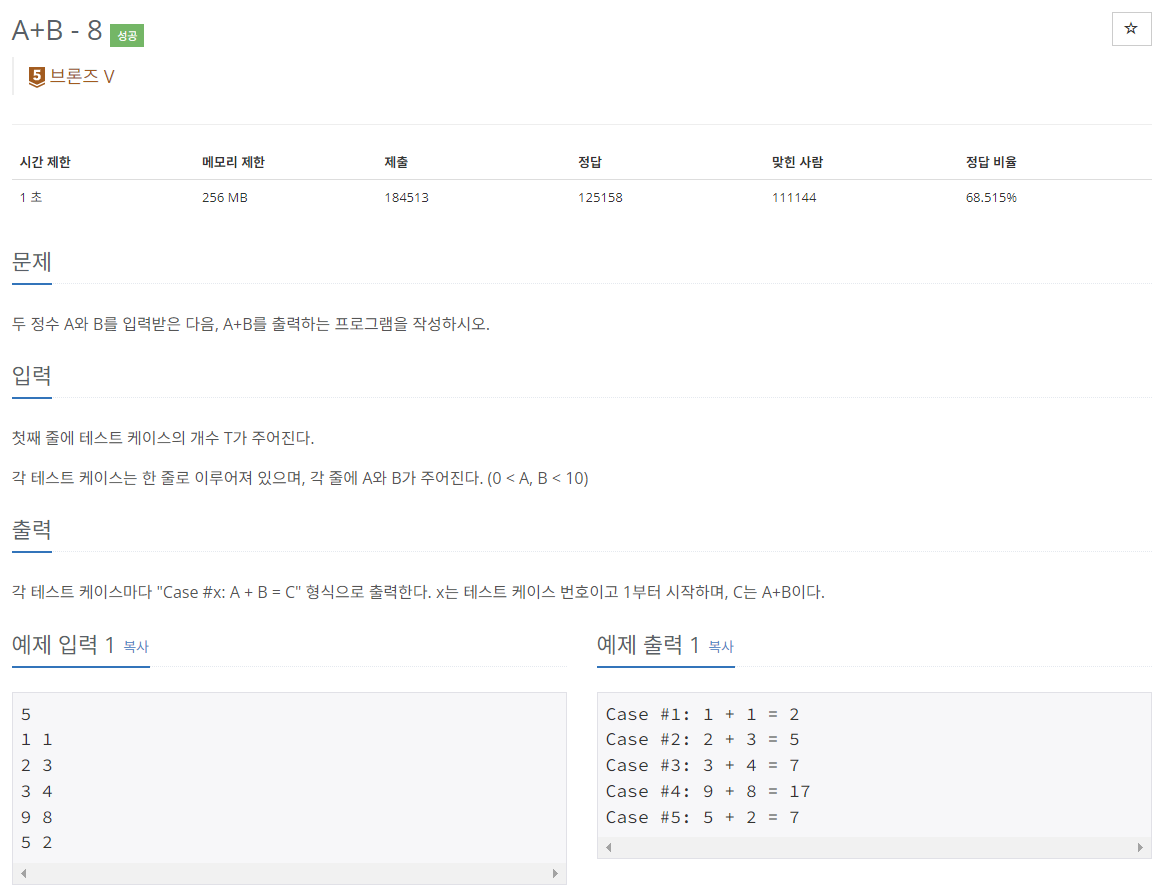 A+B - 8 성공
☆
5 브론즈 V
시간 제한 메모리 제한 제출 정답 맞힌 사람 정답 비율
1 초 256 MB 184513 125158 111144 68.515%
문제
두 정수 A와 B를 입력받은 다음, A+B를 출력하는 프로그램을 작성하시오.
입력
첫째 줄에 테스트 케이스의 개수 T가 주어진다.
각 테스트 케이스는 한 줄로 이루어져 있으며, 각 줄에 A와 B가 주어진다. (0 < A, B < 10)
출력
각 테스트 케이스마다 "Case #x: A + B = C" 형식으로 출력한다. x는 테스트 케이스 번호이고 1부터 시작하며, C는 A+B이다.
예제 입력 1 복사
5
1 1
2 3
3 4
9 8
5 2
예제 출력 1 복사
Case #1: 1 + 1 = 2
Case #2: 2 + 3 = 5
Case #3: 3 + 4 = 7
Case #4: 9 + 8 = 17
Case #5: 5 + 2 = 7